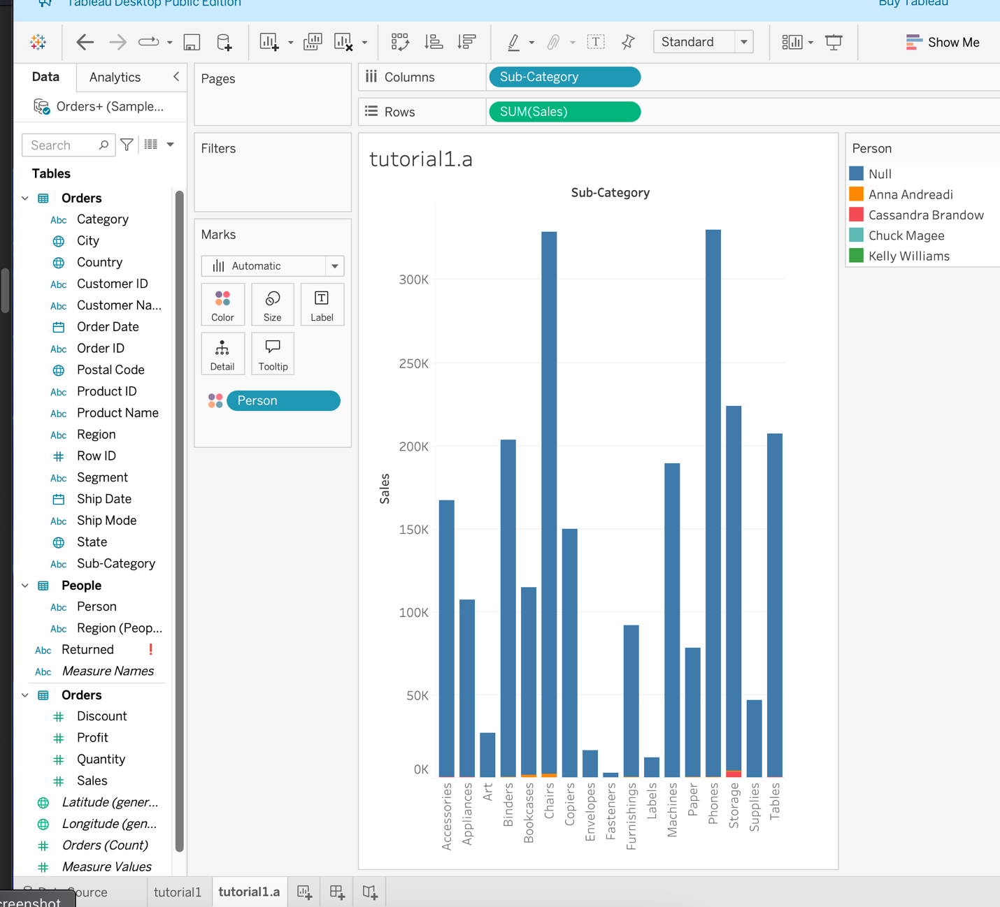 Tableau Desktop Public Edition
Buy Tableau
Standard
Show Me
Data
Analytics
Orders+ (Sample...
Search
Tables
Orders
Abc Category
City
Country
Abc Customer ID
Abc Customer Na...
Order Date
Abc Order ID
Postal Code
Abc Product ID
Abc Product Name
Abc Region
Row ID
Abc Segment
Ship Date
Abc Ship Mode
State
Abc Sub-Category
People
Abc Person
Abc Region (Peop...
Abc Returned !
Abc Measure Names
Orders
Discount
Profit
Quantity
Sales
Latitude (gener...
Longitude (gen...
Orders (Count)
Measure Values
Pages
Filters
Marks
Automatic
Color
Size
Label
Detail
Tooltip
Person
Columns
Sub-Category
Rows
SUM(Sales)
tutorial1.a
Sub-Category
300K
250K
200K
150K
100K
50K
0K
Sales
Accessories
Appliances
Art
Binders
Bookcases
Chairs
Copiers
Envelopes
Fasteners
Furnishings
Labels
Machines
Paper
Phones
Storage
Supplies
Tables
Person
Null
Anna Andreadi
Cassandra Brandow
Chuck Magee
Kelly Williams
ource
tutorial1
tutorial1.a
creenshot